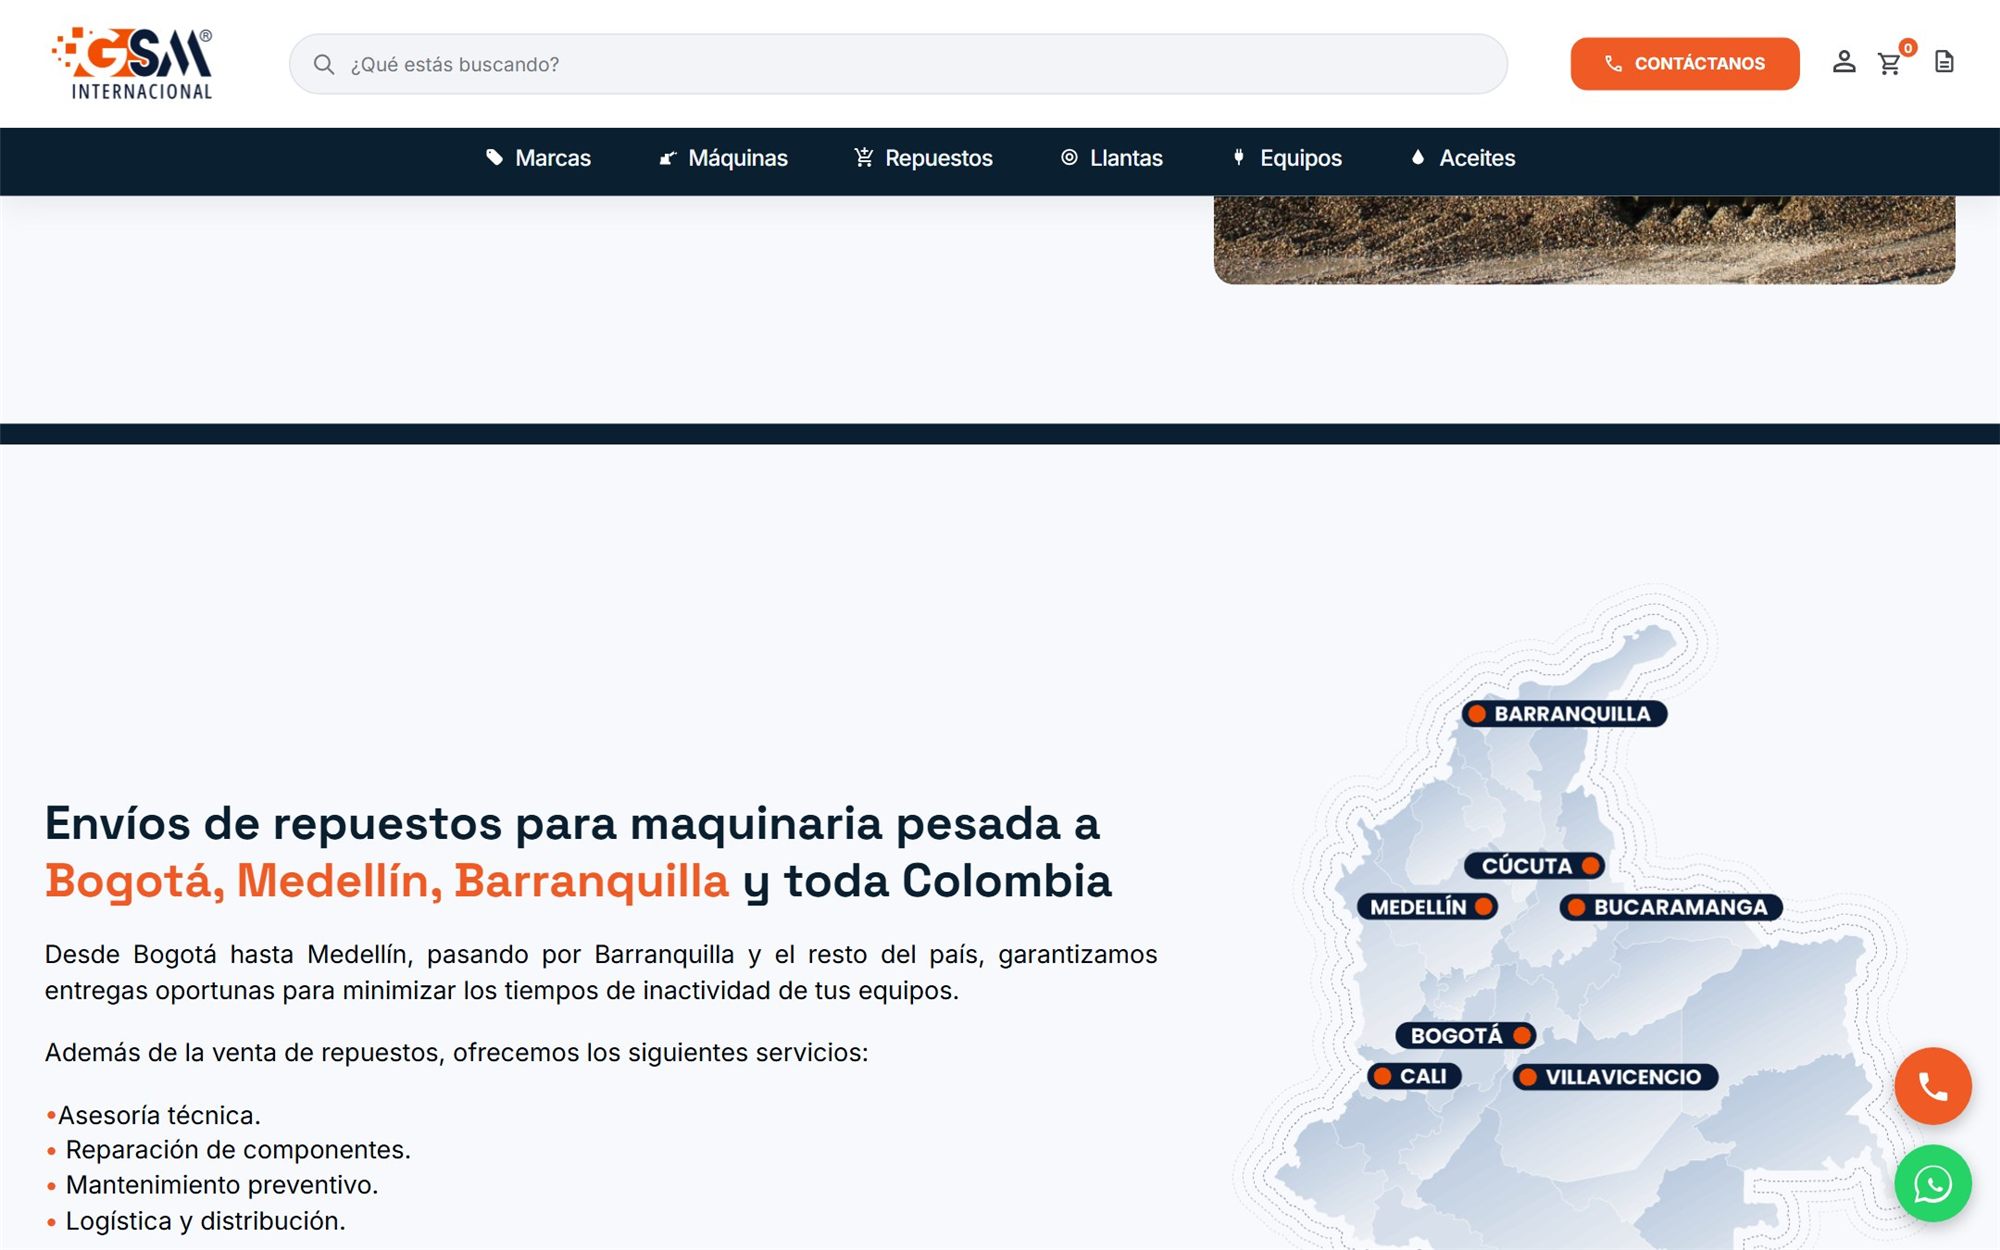 GSM®
INTERNACIONAL
¿Qué estás buscando?
CONTÁCTANOS
0
Marcas
Máquinas
Repuestos
Llantas
Equipos
Aceites
BARRANQUILLA
CÚCUTA
MEDELLÍN
BUCARAMANGA
BOGOTÁ
CALI
VILLAVICENCIO
Envíos de repuestos para maquinaria pesada a
Bogotá, Medellín, Barranquilla y toda Colombia
Desde Bogotá hasta Medellín, pasando por Barranquilla y el resto del país, garantizamos
entregas oportunas para minimizar los tiempos de inactividad de tus equipos.
Además de la venta de repuestos, ofrecemos los siguientes servicios:
•Asesoría técnica.
• Reparación de componentes.
• Mantenimiento preventivo.
• Logística y distribución.